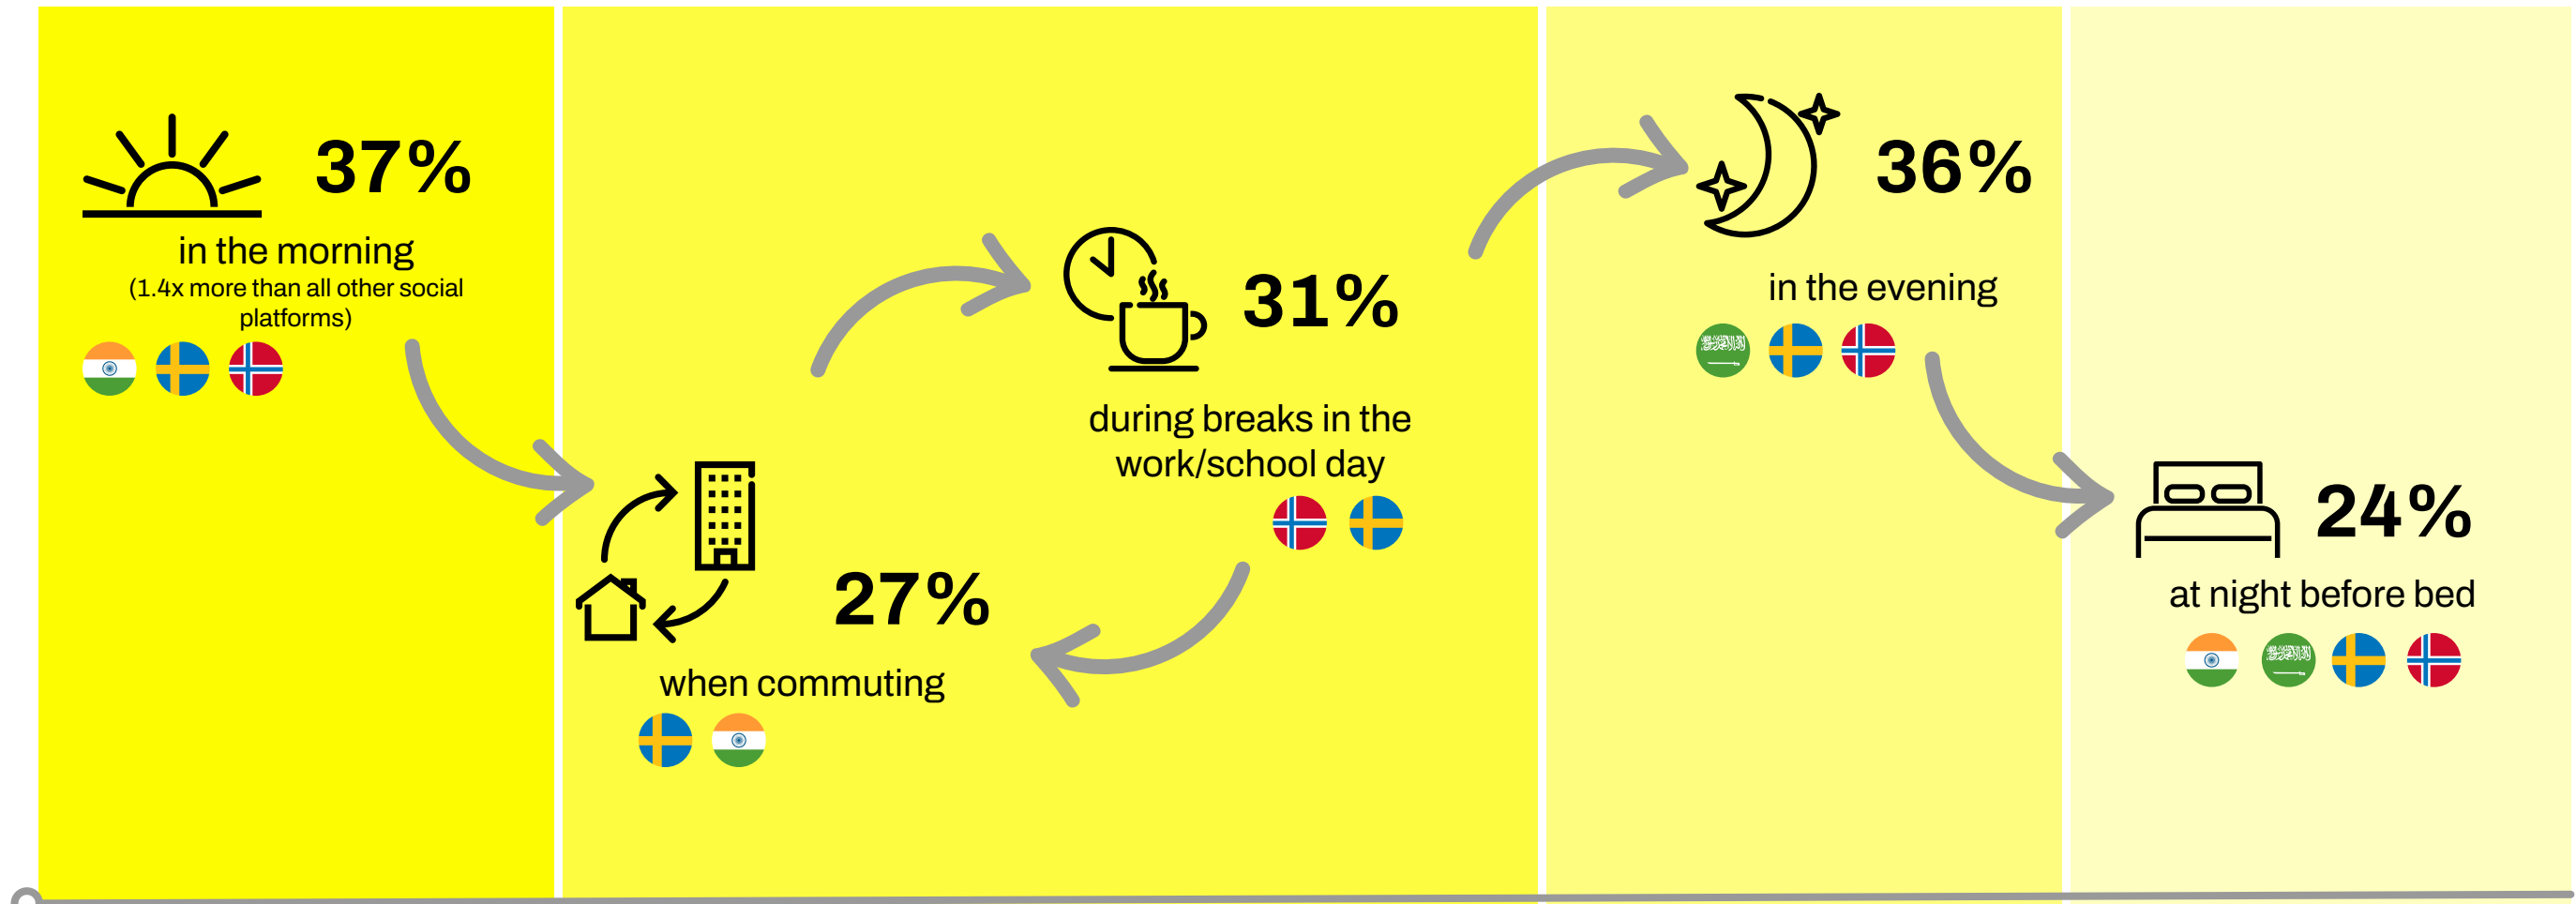 37%
in the morning
(1.4x more than all other social
platforms)
27%
when commuting
31%
during breaks in the
work/school day
36%
in the evening
24%
at night before bed